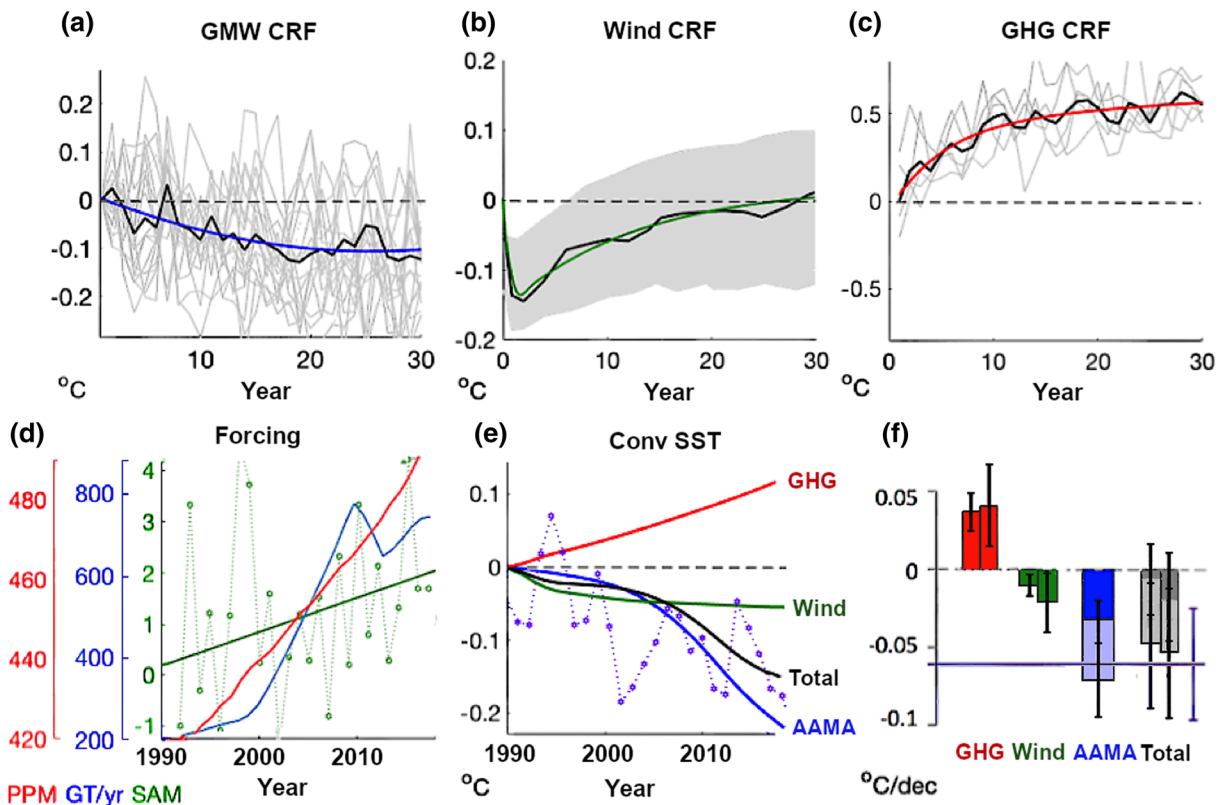 (a) GMW CRF
0.2
0.1
0
-0.1
-0.2
10 20 30
°C Year
(b) Wind CRF
0.2
0.1
0
-0.1
-0.2
0 10 20 30
°C Year
(c) GHG CRF
0.5
0
-0.5
0 10 20 30
°C Year
(d) Forcing
480
460
440
420
800
600
400
200
4
3
2
1
0
-1
1990 2000 2010
Year
PPM GT/yr SAM
(e) Conv SST
0.1
0
-0.1
-0.2
GHG
Wind
Total
AAMA
1990 2000 2010
°C Year
(f)
0.05
0
-0.05
-0.1
GHG Wind AAMA Total
°C/dec